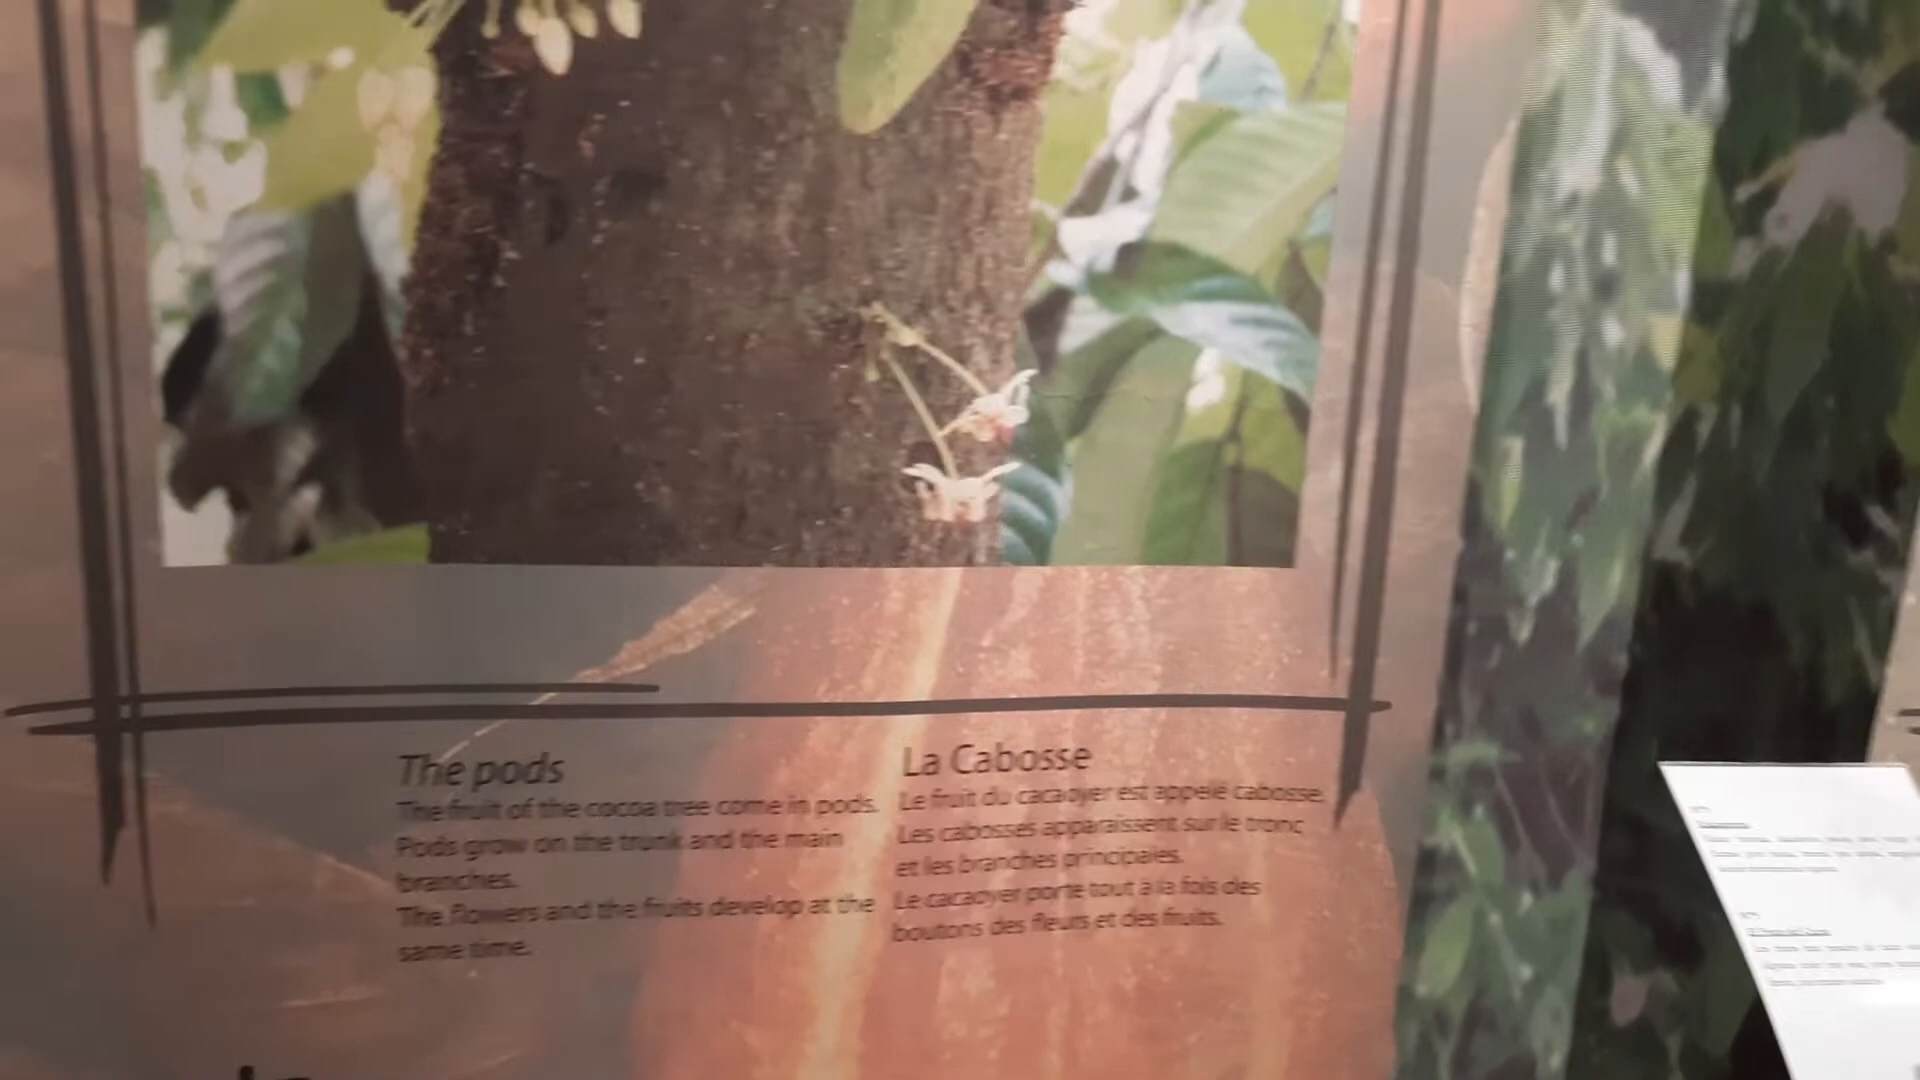 The pods
The fruit of the cocoa tree come in pods.
Pods grow on the trunk and the main
branches.
The flowers and the fruits develop at the
same time.
La Cabosse
Le fruit du cacaoyer est appelé cabosse.
Les cabosses apparaissent sur le tronc
et les branches principales.
Le cacaoyer porte tout à la fois des
boutons des fleurs et des fruits.